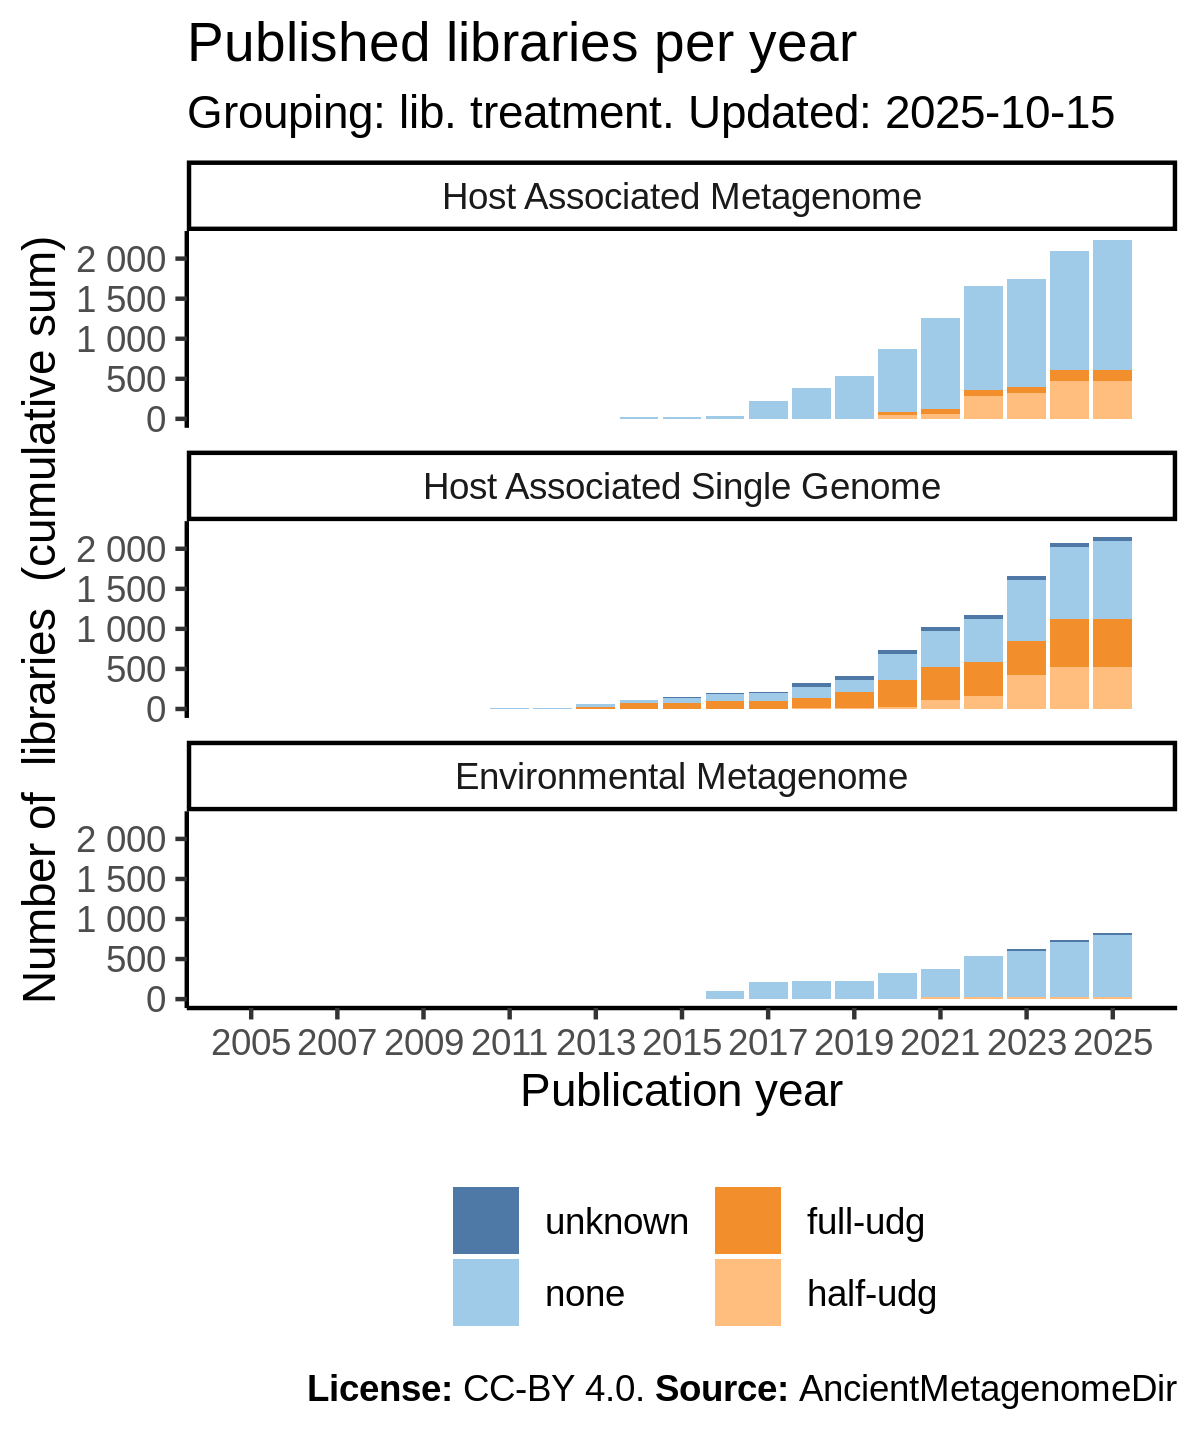 Published libraries per year
Grouping: lib. treatment. Updated: 2025-10-15
Number of libraries (cumulative sum)
Host Associated Metagenome
2 000
1 500
1 000
500
0
Host Associated Single Genome
2 000
1 500
1 000
500
0
Environmental Metagenome
2 000
1 500
1 000
500
0
2005 2007 2009 2011 2013 2015 2017 2019 2021 2023 2025
Publication year
unknown full-udg
none half-udg
License: CC-BY 4.0. Source: AncientMetagenomeDir